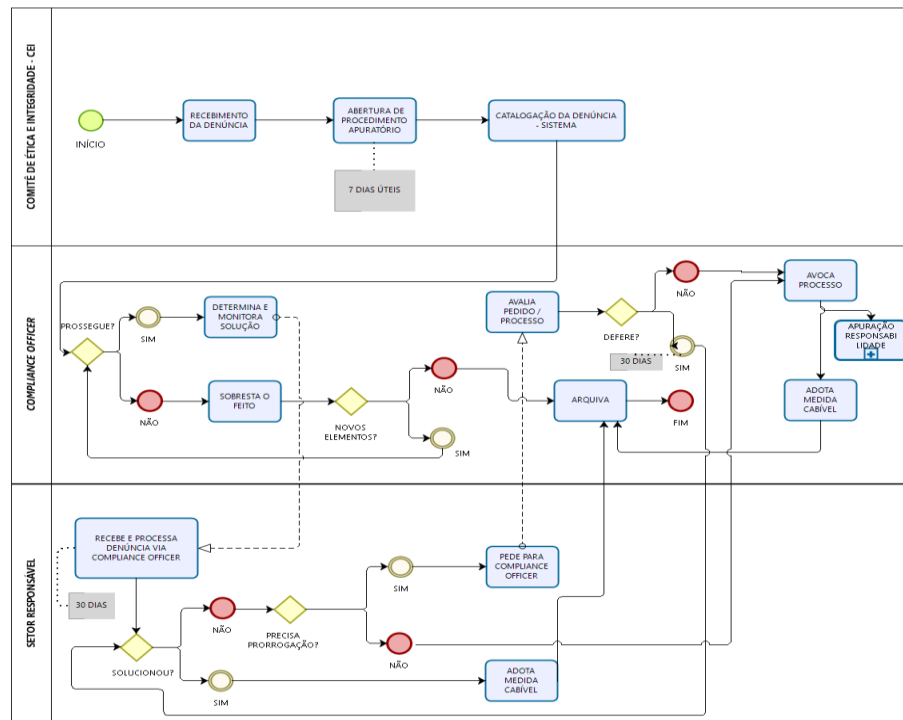 COMITÊ DE ÉTICA E INTEGRIDADE - CEI
INÍCIO
RECEBIMENTO
DA DENÚNCIA
ABERTURA DE
PROCEDIMENTO
APURATÓRIO
CATALOGAÇÃO DA DENÚNCIA
- SISTEMA
7 DIAS ÚTEIS
COMPLIANCE OFFICER
PROSSEGUE?
SIM
DETERMINA E
MONITORA
SOLUÇÃO
NÃO
SOBRESTA O
FEITO
NOVOS
ELEMENTOS?
NÃO
SIM
AVALIA
PEDIDO /
PROCESSO
DEFERE?
NÃO
30 DIAS
SIM
AVOCA
PROCESSO
APURAÇÃO
RESPONSABI
LIDADE
ARQUIVA
FIM
ADOTA
MEDIDA
CABÍVEL
SETOR RESPONSÁVEL
RECEBE E PROCESSA
DENÚNCIA VIA
COMPLIANCE OFFICER
30 DIAS
SOLUCIONOU?
NÃO
SIM
PRECISA
PRORROGAÇÃO?
SIM
NÃO
PEDE PARA
COMPLIANCE
OFFICER
ADOTA
MEDIDA
CABÍVEL